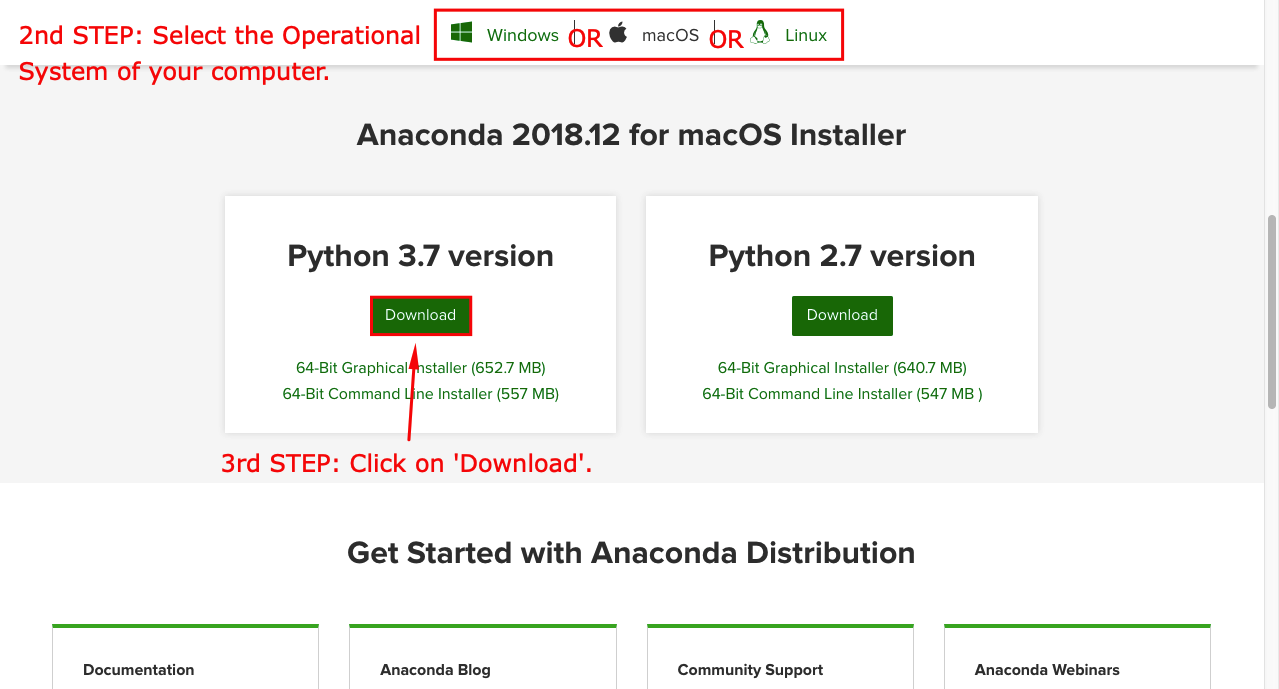 2nd STEP: Select the Operational
System of your computer.
Windows OR macOS OR Linux
Anaconda 2018.12 for macOS Installer
Python 3.7 version
Download
64-Bit Graphical Installer (652.7 MB)
64-Bit Command Line Installer (557 MB)
Python 2.7 version
Download
64-Bit Graphical Installer (640.7 MB)
64-Bit Command Line Installer (547 MB )
3rd STEP: Click on 'Download'.
Get Started with Anaconda Distribution
Documentation
Anaconda Blog
Community Support
Anaconda Webinars